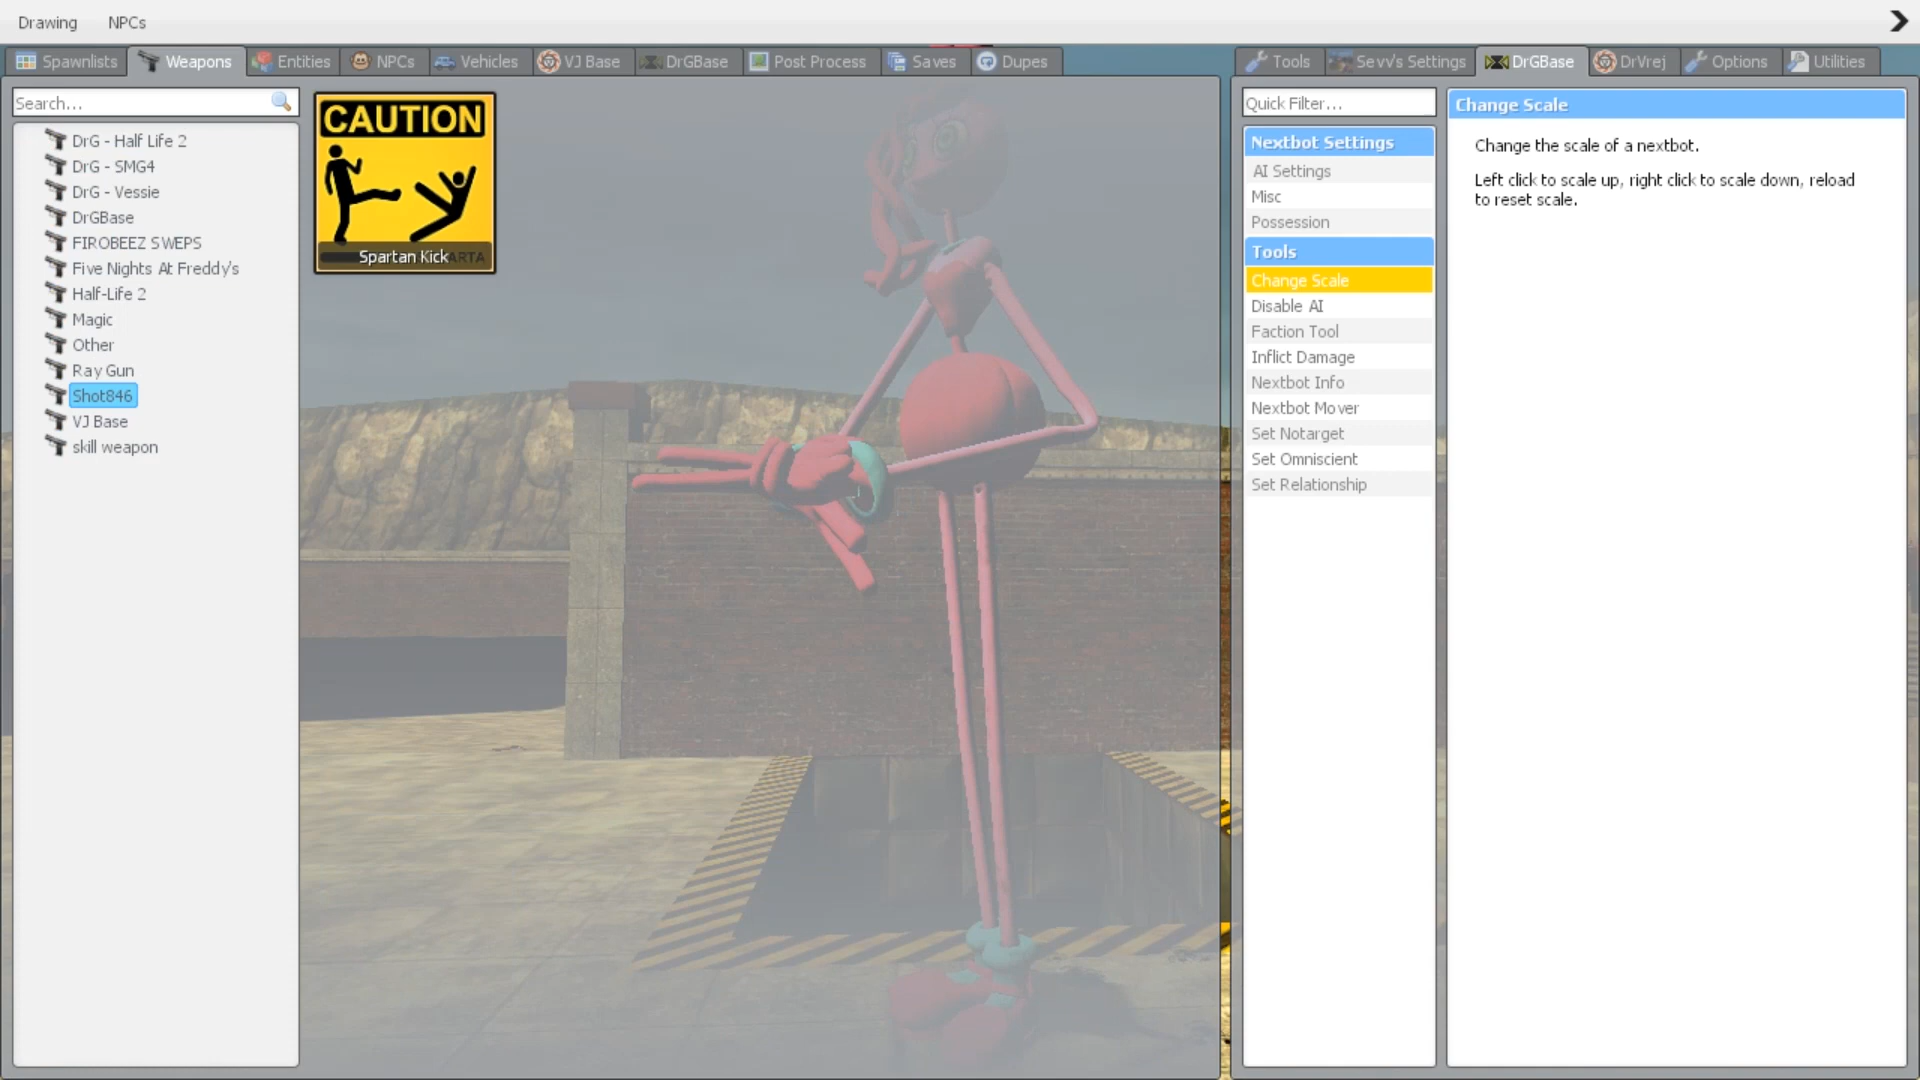 Drawing
NPCs
Spawnlists
Weapons
Entities
NPCs
Vehicles
VJ Base
DrGBase
Post Process
Saves
Dupes
Tools
Sevv's Settings
DrGBase
DrVrej
Options
Utilities
Search...
DrG - Half Life 2
DrG - SMG4
DrG - Vessie
DrGBase
FIROBEEZ SWEPS
Five Nights At Freddy's
Half-Life 2
Magic
Other
Ray Gun
Shot846
VJ Base
skill weapon
CAUTION
Spartan Kick
Quick Filter...
Nextbot Settings
AI Settings
Misc
Possession
Tools
Change Scale
Disable AI
Faction Tool
Inflict Damage
Nextbot Info
Nextbot Mover
Set Notarget
Set Omniscient
Set Relationship
Change Scale
Change the scale of a nextbot.
Left click to scale up, right click to scale down, reload
to reset scale.